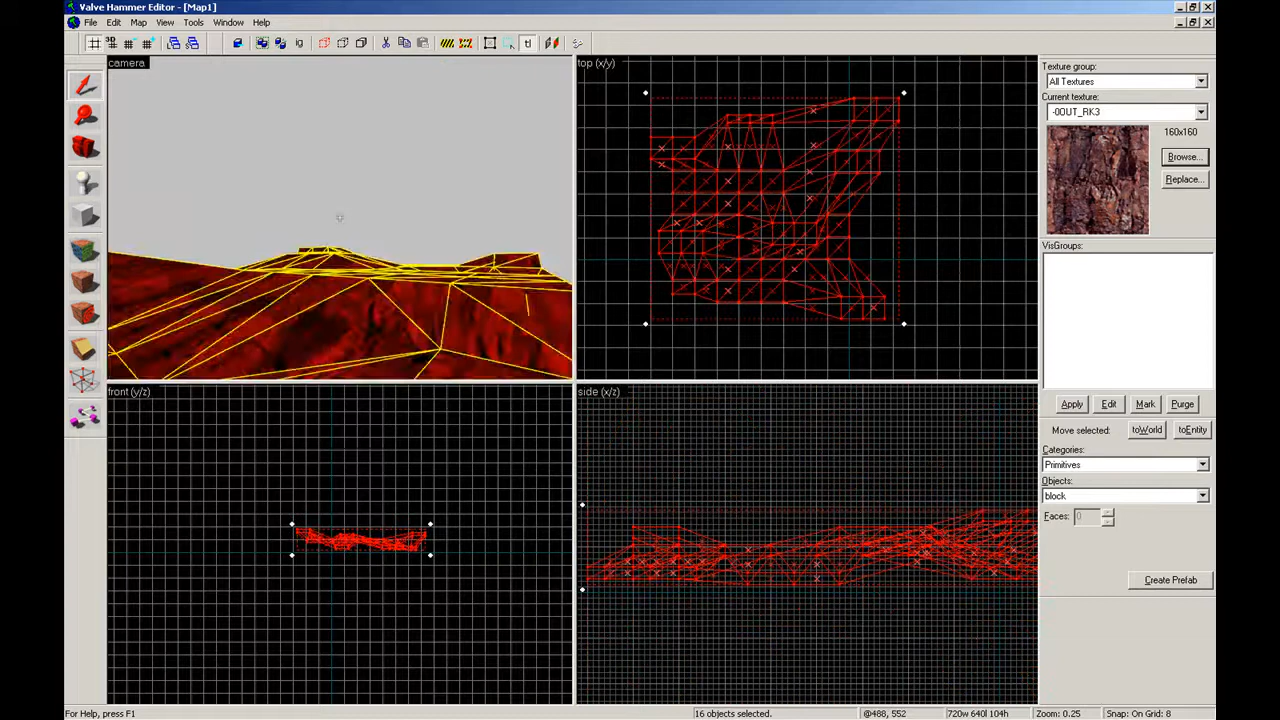 Valve Hammer Editor - [Map1]
File Edit Map View Tools Window Help
camera
top (x/y)
front (y/z)
side (x/z)
Texture group:
All Textures
Current texture:
-0OUT_RK3
160x160
Browse...
Replace...
VisGroups:
Apply Edit Mark Purge
Move selected: toWorld toEntity
Categories:
Primitives
Objects:
block
Faces: 0
Create Prefab
For Help, press F1
16 objects selected.
@488, 552
720w 640l 104h
Zoom: 0.25
Snap: On Grid: 8